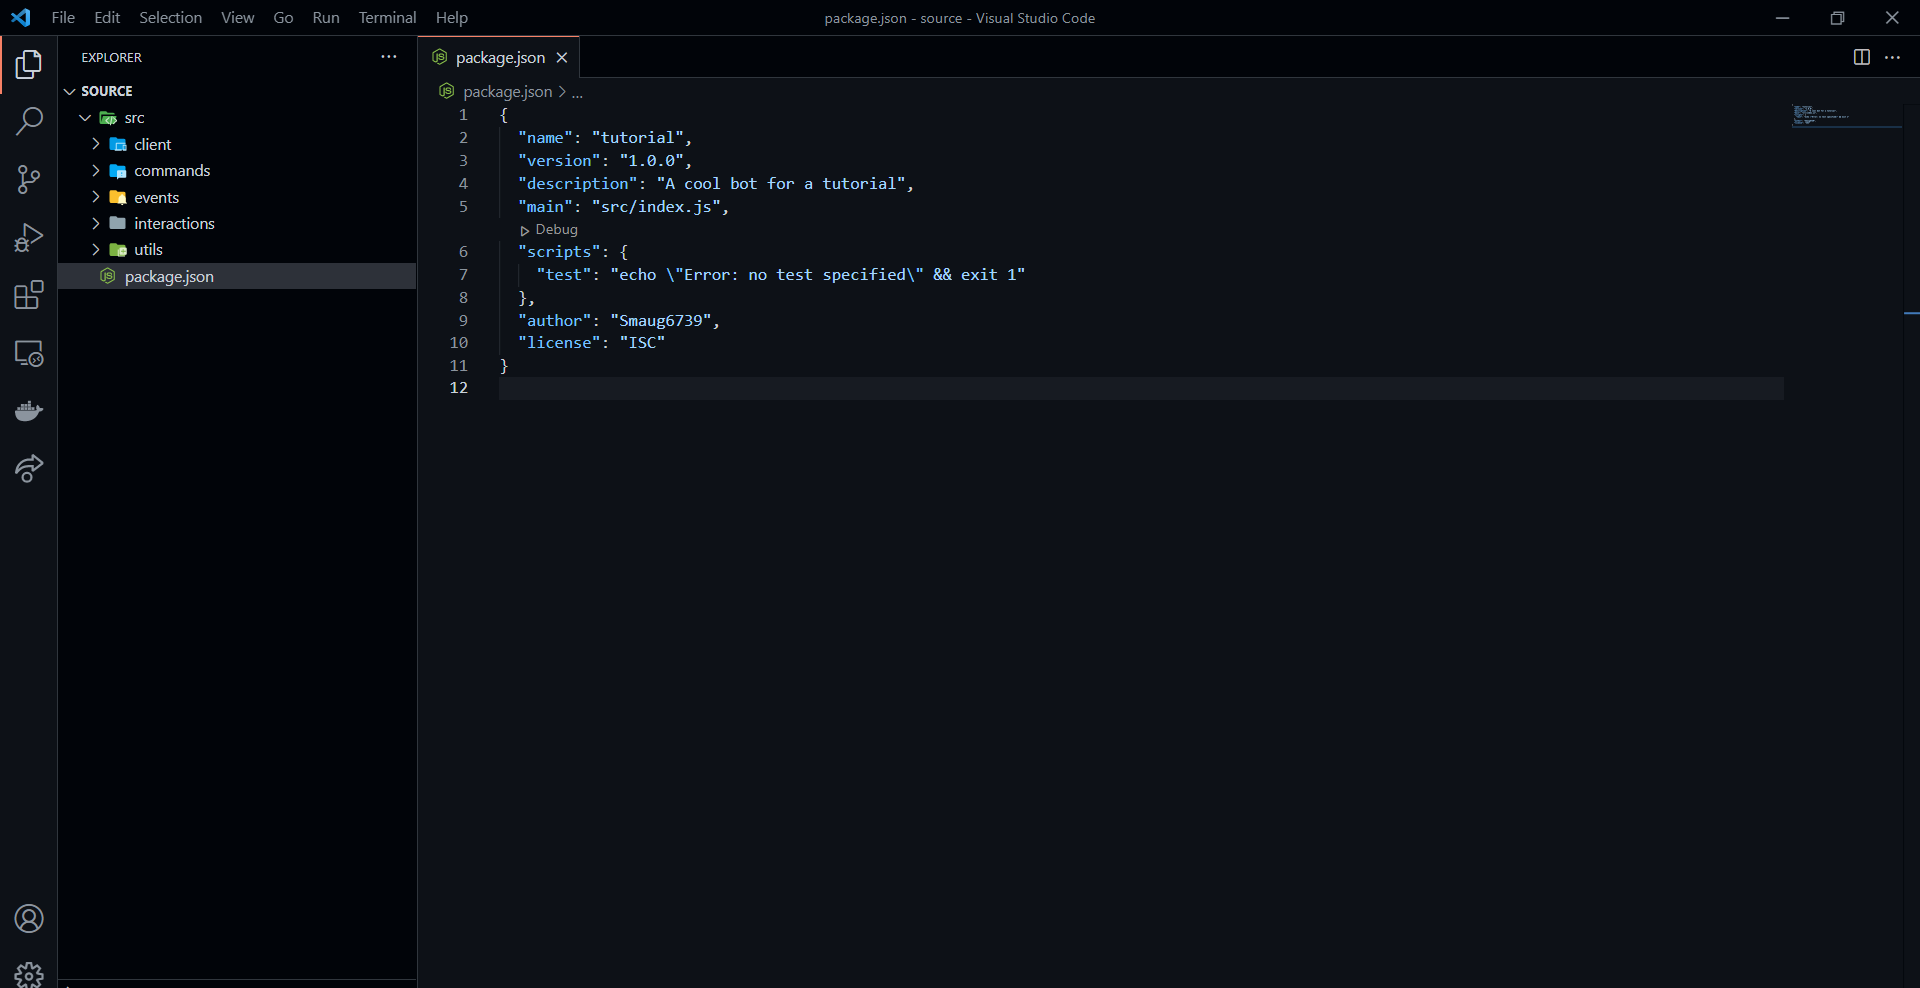 File Edit Selection View Go Run Terminal Help package.json - source - Visual Studio Code
EXPLORER
SOURCE
src
client
commands
events
interactions
utils
package.json
package.json
package.json > ...
1 {
2 "name": "tutorial",
3 "version": "1.0.0",
4 "description": "A cool bot for a tutorial",
5 "main": "src/index.js",
Debug
6 "scripts": {
7 "test": "echo \"Error: no test specified\" && exit 1"
8 },
9 "author": "Smaug6739",
10 "license": "ISC"
11 }
12